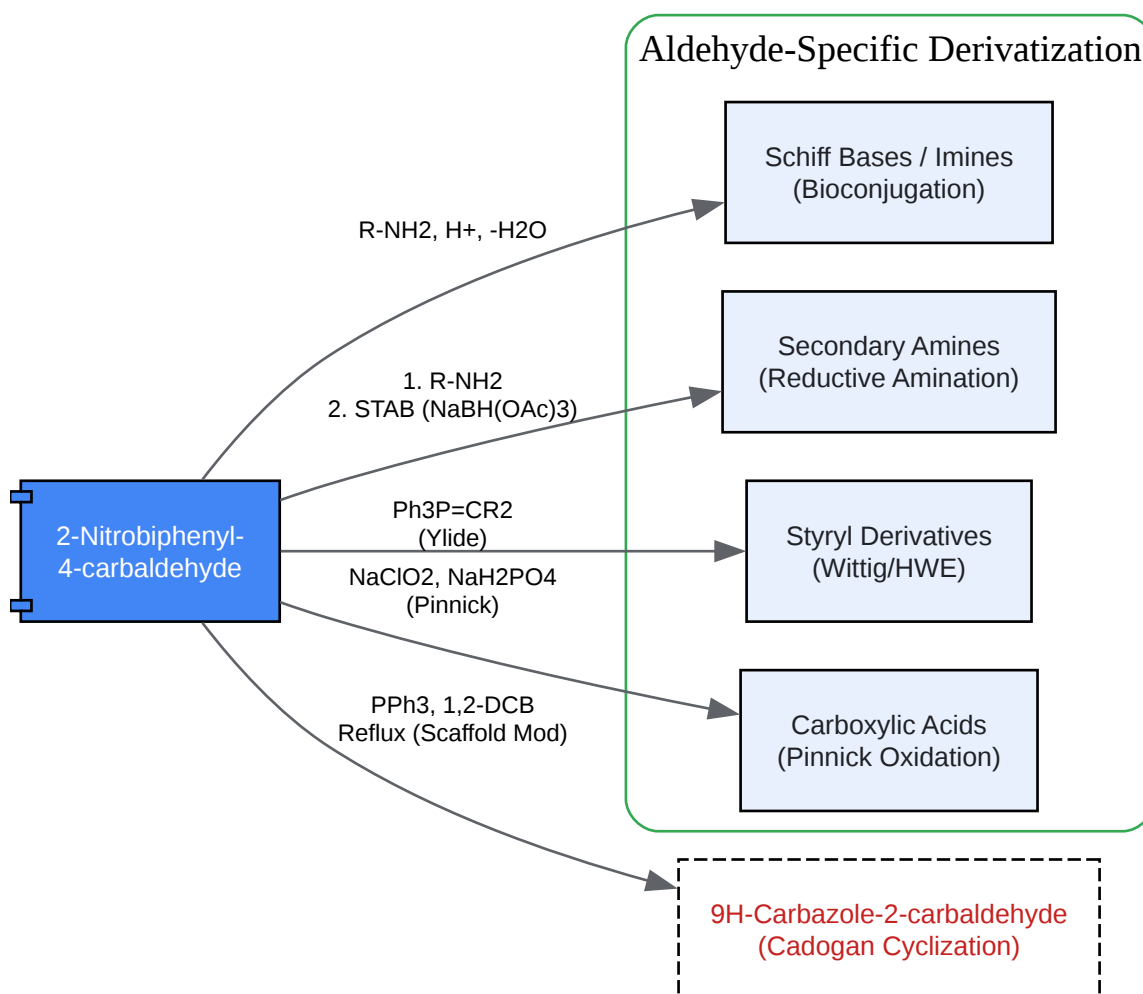 Aldehyde-Specific Derivatization
Schiff Bases / Imines
(Bioconjugation)
R-NH2, H+, -H2O
Secondary Amines
(Reductive Amination)
1. R-NH2
2. STAB (NaBH(OAc)3)
2-Nitrobiphenyl-
4-carbaldehyde
Ph3P=CR2
(Ylide)
Styryl Derivatives
(Wittig/HWE)
NaClO2, NaH2PO4
(Pinnick)
Carboxylic Acids
(Pinnick Oxidation)
PPh3, 1,2-DCB
Reflux (Scaffold Mod)
9H-Carbazole-2-carbaldehyde
(Cadogan Cyclization)